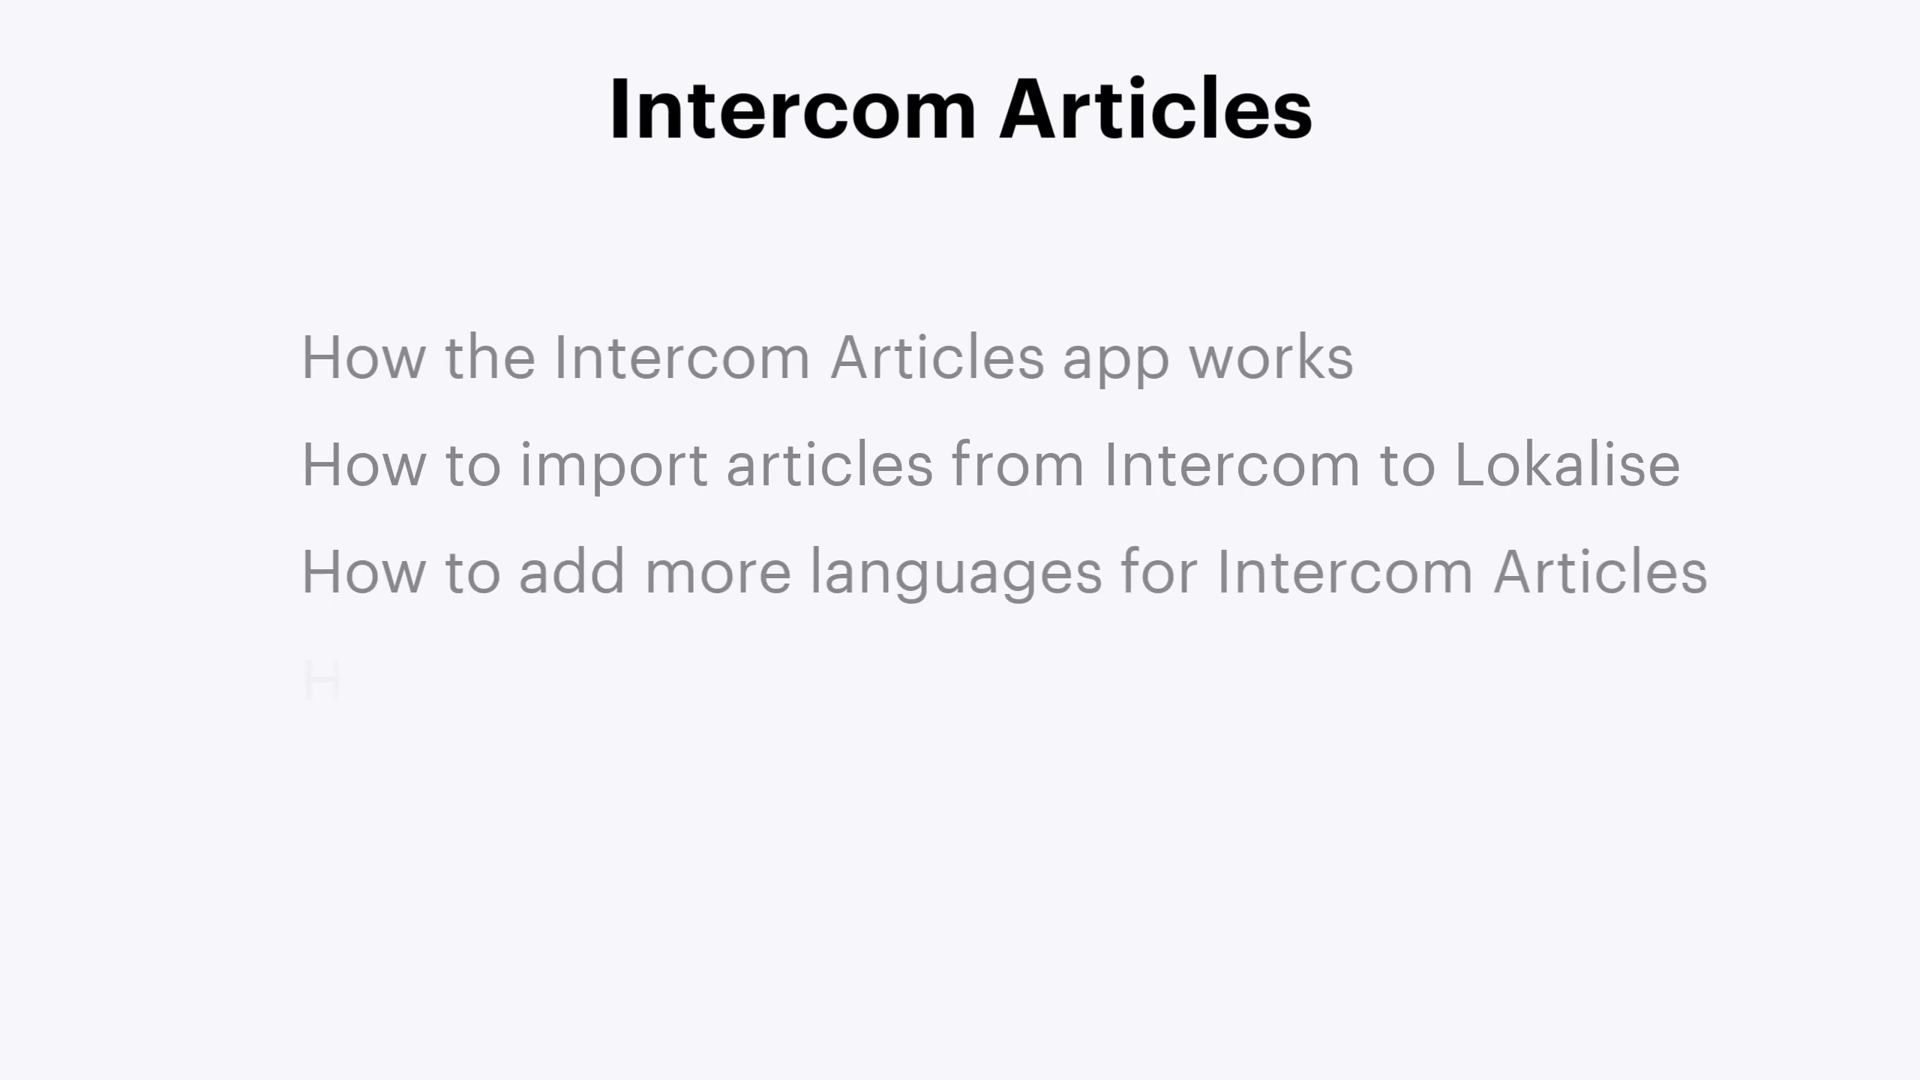 Intercom Articles
How the Intercom Articles app works
How to import articles from Intercom to Lokalise
How to add more languages for Intercom Articles
H